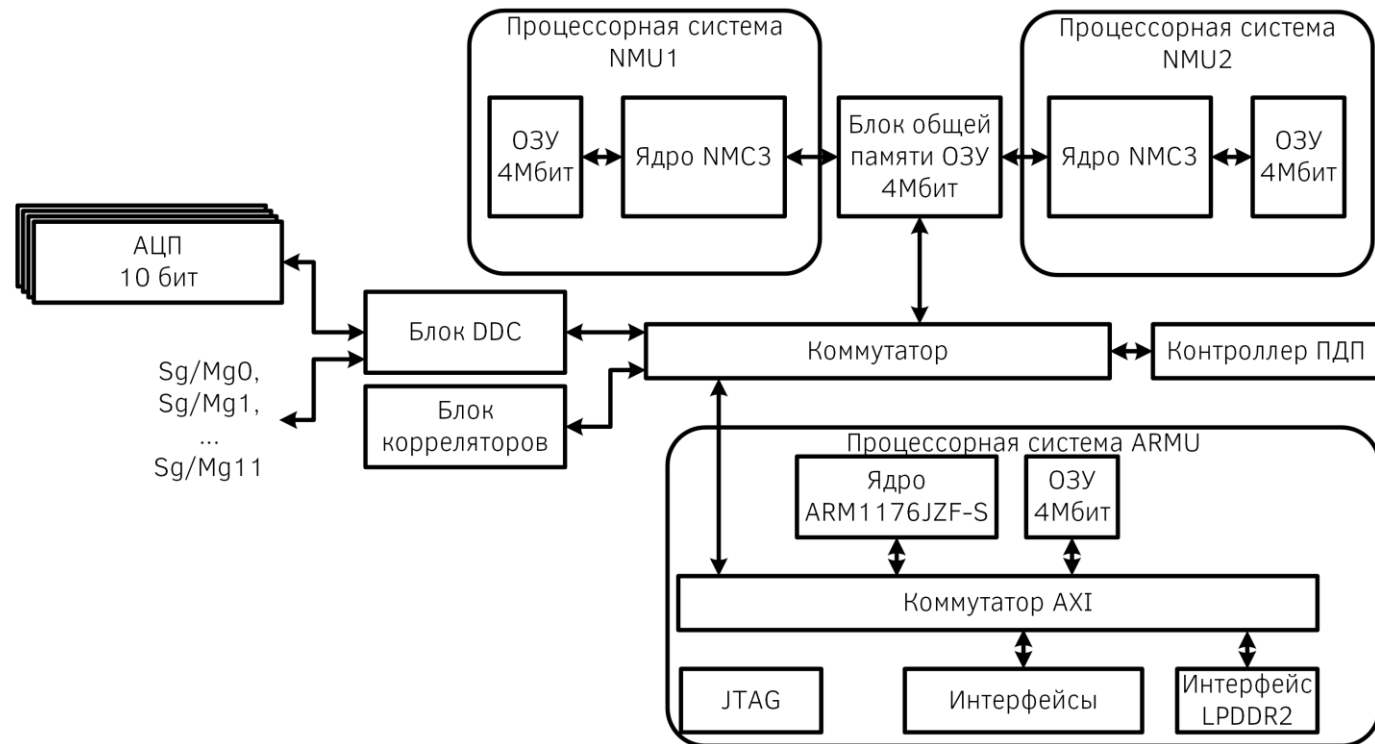 Процессорная система
NMU1
ОЗУ
4Мбит
Ядро NMC3
Блок общей
памяти ОЗУ
4Мбит
Процессорная система
NMU2
Ядро NMC3
ОЗУ
4Мбит
АЦП
10 бит
Sg/Mg0,
Sg/Mg1,
...
Sg/Mg11
Блок DDC
Блок
корреляторов
Коммутатор
Контроллер ПДП
Процессорная система ARMU
Ядро
ARM1176JZF-S
ОЗУ
4Мбит
Коммутатор AXI
JTAG
Интерфейсы
Интерфейс
LPDDR2